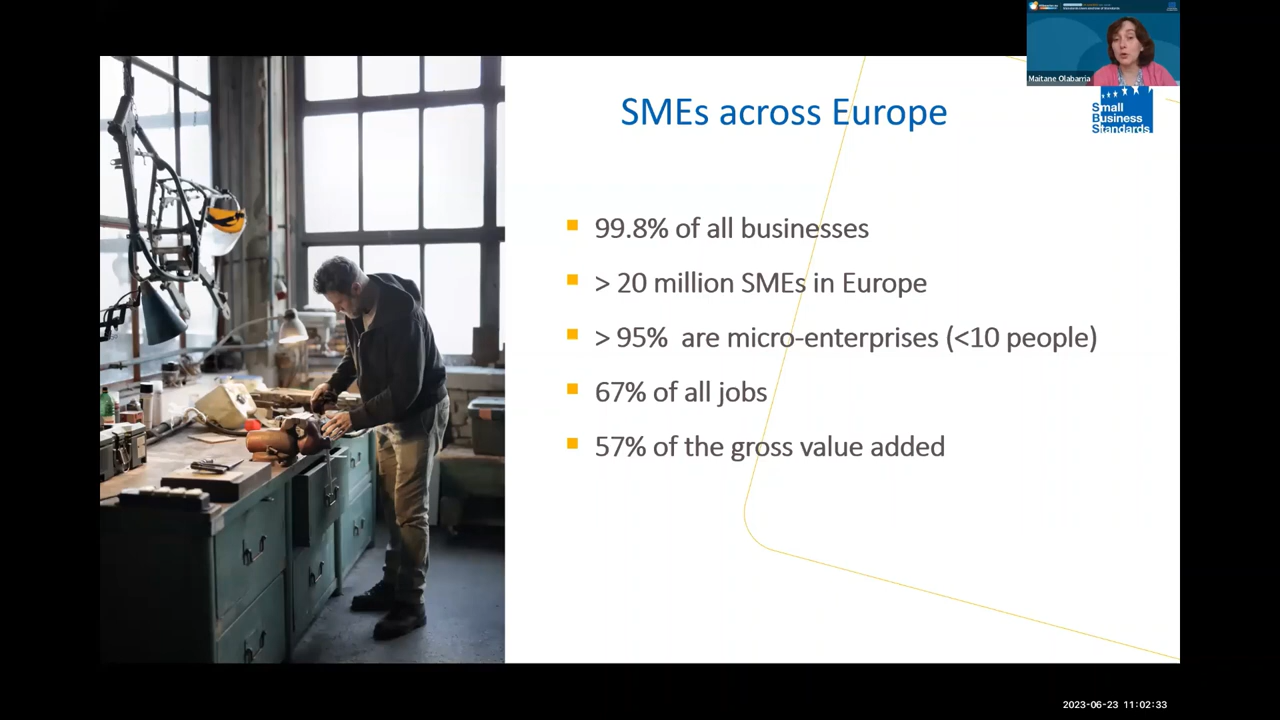 Maitane Olabarria
SMEs across Europe
Small
Business
Standards
99.8% of all businesses
> 20 million SMEs in Europe
> 95% are micro-enterprises (<10 people)
67% of all jobs
57% of the gross value added
2023-06-23 11:02:33